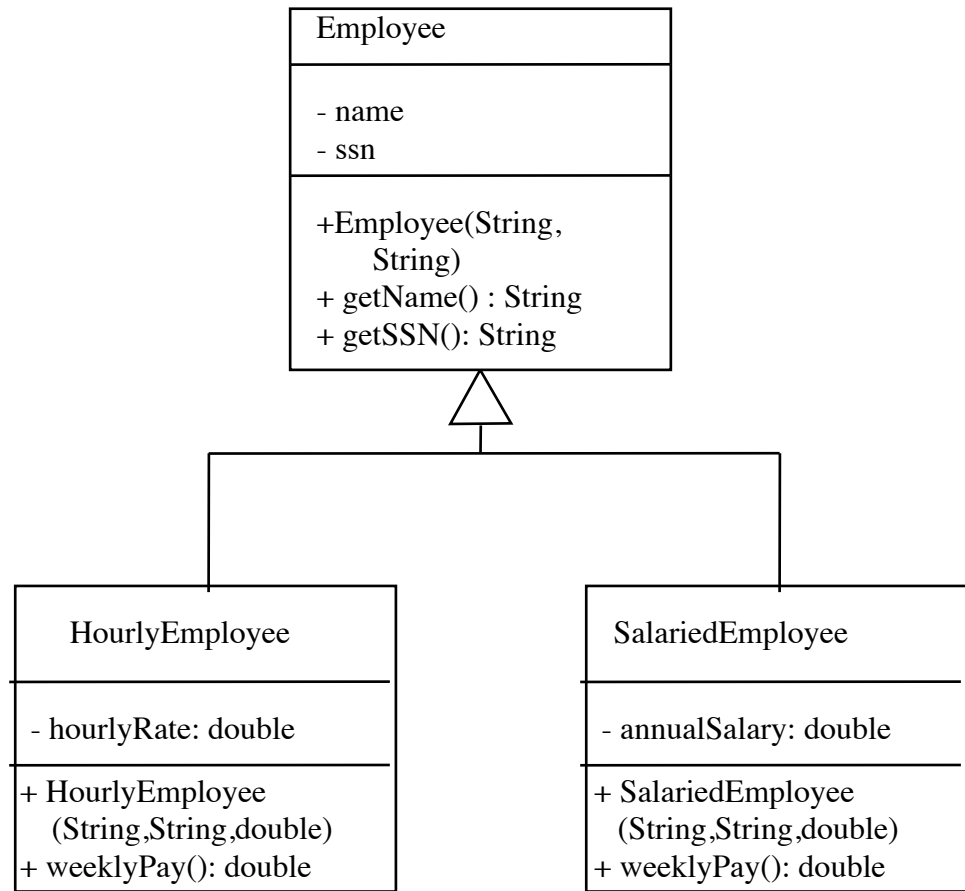 Employee
- name
- ssn
+Employee(String,
String)
+ getName() : String
+ getSSN(): String
HourlyEmployee
- hourlyRate: double
+ HourlyEmployee
(String,String,double)
+ weeklyPay(): double
SalariedEmployee
- annualSalary: double
+ SalariedEmployee
(String,String,double)
+ weeklyPay(): double